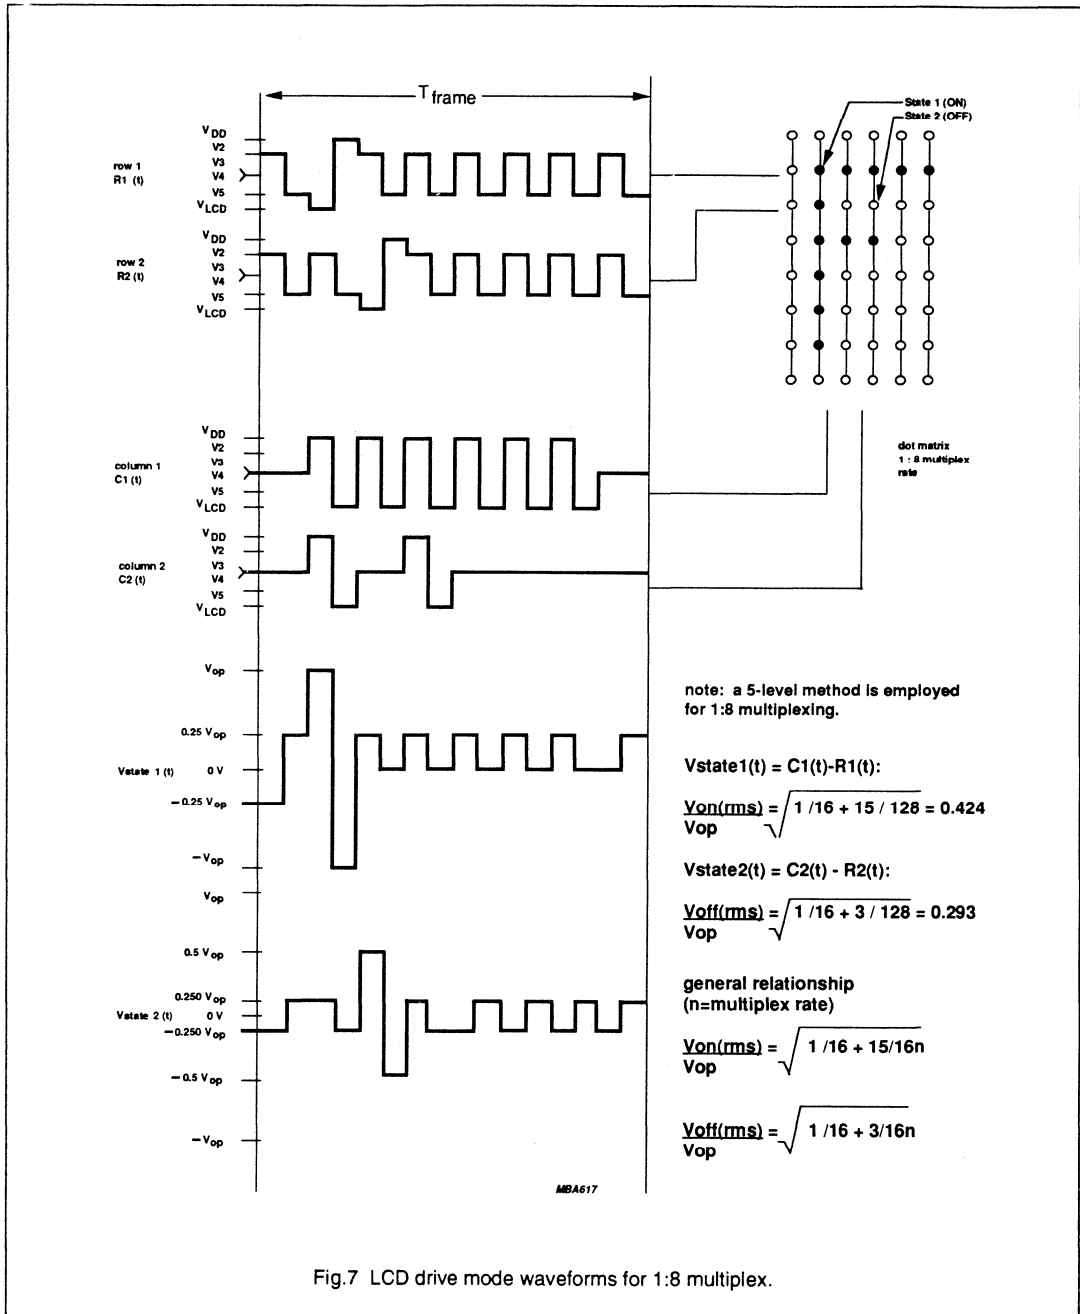 T frame
State 1 (ON)
State 2 (OFF)
row 1
R1 (t)
VDD
V2
V3
V4
V5
VLCD
row 2
R2 (t)
VDD
V2
V3
V4
V5
VLCD
column 1
C1 (t)
VDD
V2
V3
V4
V5
VLCD
dot matrix
1 : 8 multiplex
rate
column 2
C2 (t)
VDD
V2
V3
V4
V5
VLCD
Vstate 1 (t)
Vop
0.25 Vop
0 V
–0.25 Vop
–Vop
Vstate 2 (t)
Vop
0.5 Vop
0.250 Vop
0 V
–0.250 Vop
–0.5 Vop
–Vop
note: a 5-level method is employed
for 1:8 multiplexing.
Vstate1(t) = C1(t)-R1(t):
Von(rms) = √ 1 /16 + 15 / 128 = 0.424
Vop
Vstate2(t) = C2(t) - R2(t):
Voff(rms) = √ 1 /16 + 3 / 128 = 0.293
Vop
general relationship
(n=multiplex rate)
Von(rms) = √ 1 /16 + 15/16n
Vop
Voff(rms) = √ 1 /16 + 3/16n
Vop
MBA617
Fig.7 LCD drive mode waveforms for 1:8 multiplex.